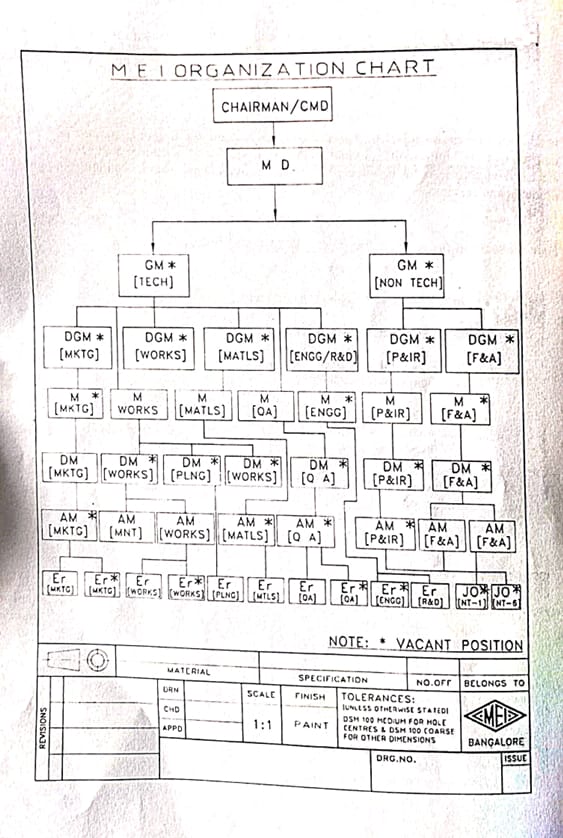 M E I ORGANIZATION CHART
CHAIRMAN/CMD
M D.
GM *
[TECH]
GM *
[NON TECH]
DGM *
[MKTG]
DGM *
[WORKS]
DGM *
[MATLS]
DGM *
[ENGG/R&D]
DGM *
[P&IR]
DGM *
[F&A]
M *
[MKTG]
M
WORKS
M
[MATLS]
M
[QA]
M *
[ENGG]
M
[P&IR]
M *
[F&A]
DM
[MKTG]
DM *
[WORKS]
DM *
[PLNG]
DM *
[WORKS]
DM *
[Q A]
DM *
[P&IR]
DM *
[F&A]
AM *
[MKTG]
AM
[MNT]
AM
[WORKS]
AM *
[MATLS]
AM *
[Q A]
AM *
[P&IR]
AM
[F&A]
AM
[F&A]
Er
[MKTG]
Er *
[MKTG]
Er
[WORKS]
Er *
[WORKS]
Er
[PLNG]
Er
[MTLS]
Er
[QA]
Er *
[QA]
Er *
[ENGG]
Er
[R&D]
JO *
[NT-1]
JO *
NOTE: * VACANT POSITION
MATERIAL
SPECIFICATION
NO.OFF
BELONGS TO
REVISIONS
DRN
CHD
APPD
SCALE
1:1
FINISH
PAINT
TOLERANCES:
(UNLESS OTHERWISE STATED)
DSM 100 MEDIUM FOR HOLE
CENTRES & DSM 100 COARSE
FOR OTHER DIMENSIONS
MEI
BANGALORE
DRG.NO.
ISSUE